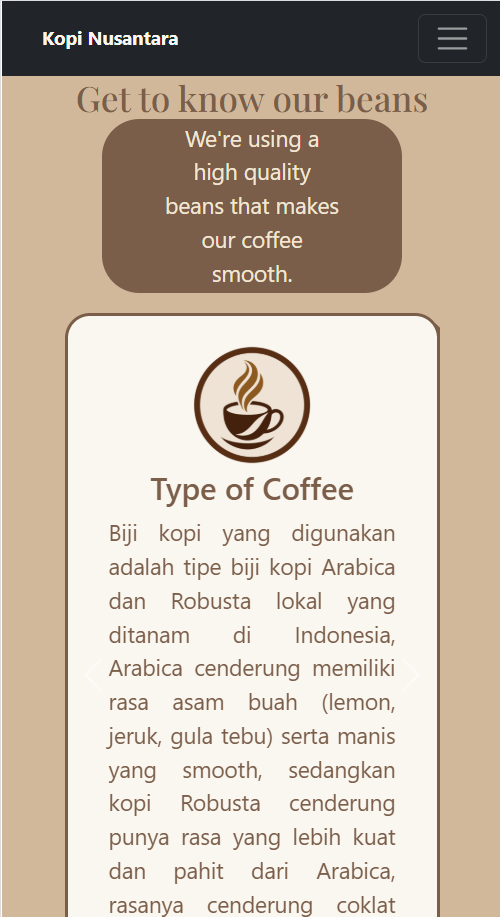 Kopi Nusantara
Get to know our beans
We're using a
high quality
beans that makes
our coffee
smooth.
Type of Coffee
Biji kopi yang digunakan
adalah tipe biji kopi Arabica
dan Robusta lokal yang
ditanam di Indonesia,
Arabica cenderung memiliki
rasa asam buah (lemon,
jeruk, gula tebu) serta manis
yang smooth, sedangkan
kopi Robusta cenderung
punya rasa yang lebih kuat
dan pahit dari Arabica,
rasanya cenderung coklat